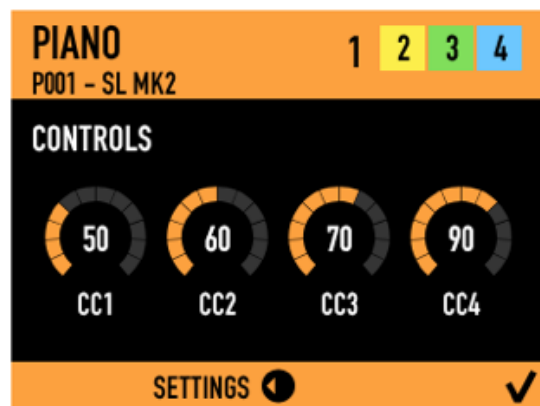 PIANO 1 2 3 4
P001 - SL MK2
CONTROLS
50 60 70 90
CC1 CC2 CC3 CC4
SETTINGS